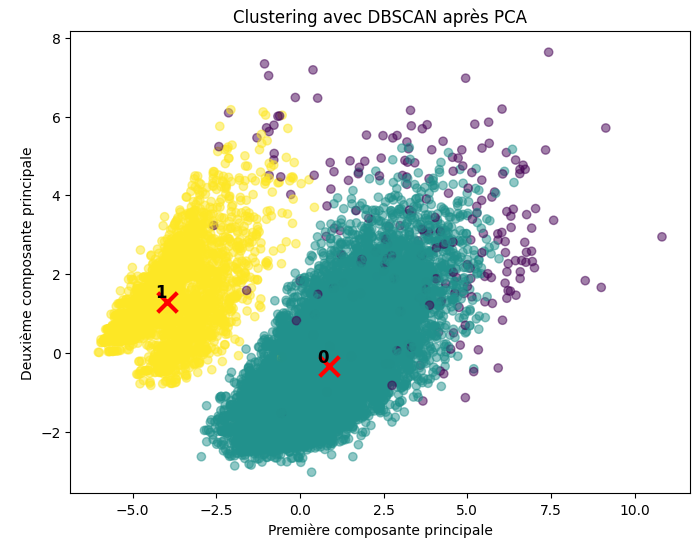 Clustering avec DBSCAN après PCA
8
6
4
2
0
−2
Deuxième composante principale
1
0
−5.0 −2.5 0.0 2.5 5.0 7.5 10.0
Première composante principale